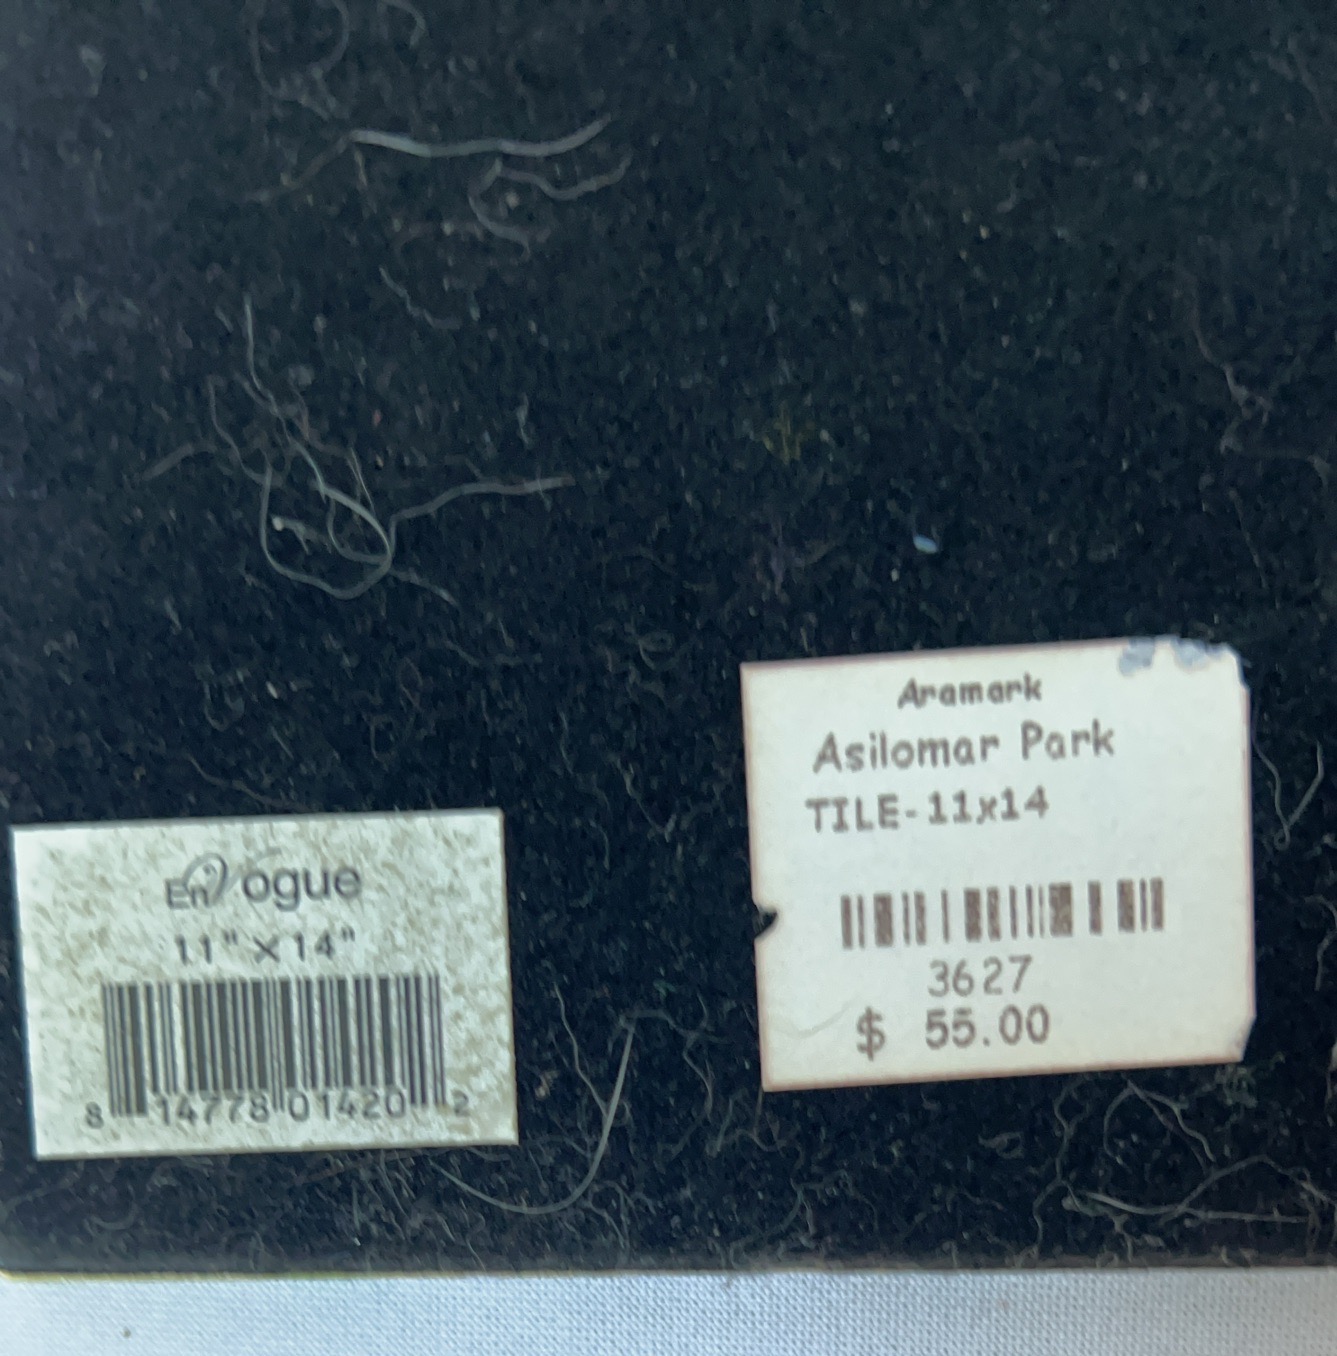 EnVogue
11" X 14"
8 14778 01420 2
Aramark
Asilomar Park
TILE-11x14
3627
$ 55.00